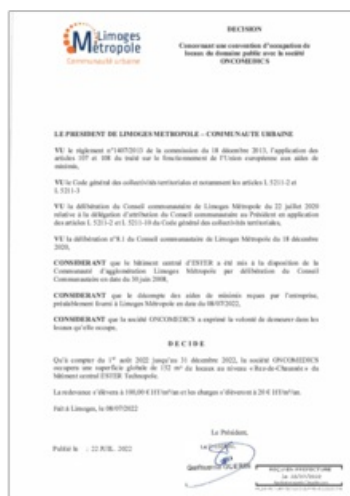 Limoges
Métropole
Communauté urbaine
DECISION
Concernant une convention d'occupation de
locaux du domaine public avec la société
ONCOMEDICS
LE PRESIDENT DE LIMOGES METROPOLE – COMMUNAUTE URBAINE
VU le règlement n°1407/2013 de la commission du 18 décembre 2013, l'application des
articles 107 et 108 du traité sur le fonctionnement de l'Union européenne aux aides de
minimis,
VU le Code général des collectivités territoriales et notamment les articles L 5211-2 et
L 5211-3
VU la délibération du Conseil communautaire de Limoges Métropole du 22 juillet 2020
relative à la délégation d'attribution du Conseil communautaire au Président en application
des articles L 5211-2 et L 5211-10 du Code général des collectivités territoriales,
VU la délibération n°8.1 du Conseil communautaire de Limoges Métropole du 18 décembre
2020,
CONSIDERANT que le bâtiment central d'ESTER a été mis à la disposition de la
Communauté d'agglomération Limoges Métropole par délibération du Conseil
Communautaire en date du 30 juin 2008,
CONSIDERANT que le décompte des aides de minimis reçues par l'entreprise,
préalablement fourni à Limoges Métropole en date du 08/07/2022,
CONSIDERANT que la société ONCOMEDICS a exprimé la volonté de demeurer dans les
locaux qu'elle occupe,
DECIDE
Qu'à compter du 1er août 2022 jusqu'au 31 décembre 2022, la société ONCOMEDICS
occupera une superficie globale de 152 m² de locaux au niveau « Rez-de-Chaussée » du
bâtiment central ESTER Technopole.
La redevance s'élèvera à 100,00 € HT/m²/an et les charges s'élèveront à 20 € HT/m²/an.
Fait à Limoges, le 08/07/2022
Le Président,
Publié le : 22 JUIL. 2022
Guillaume GUERIN